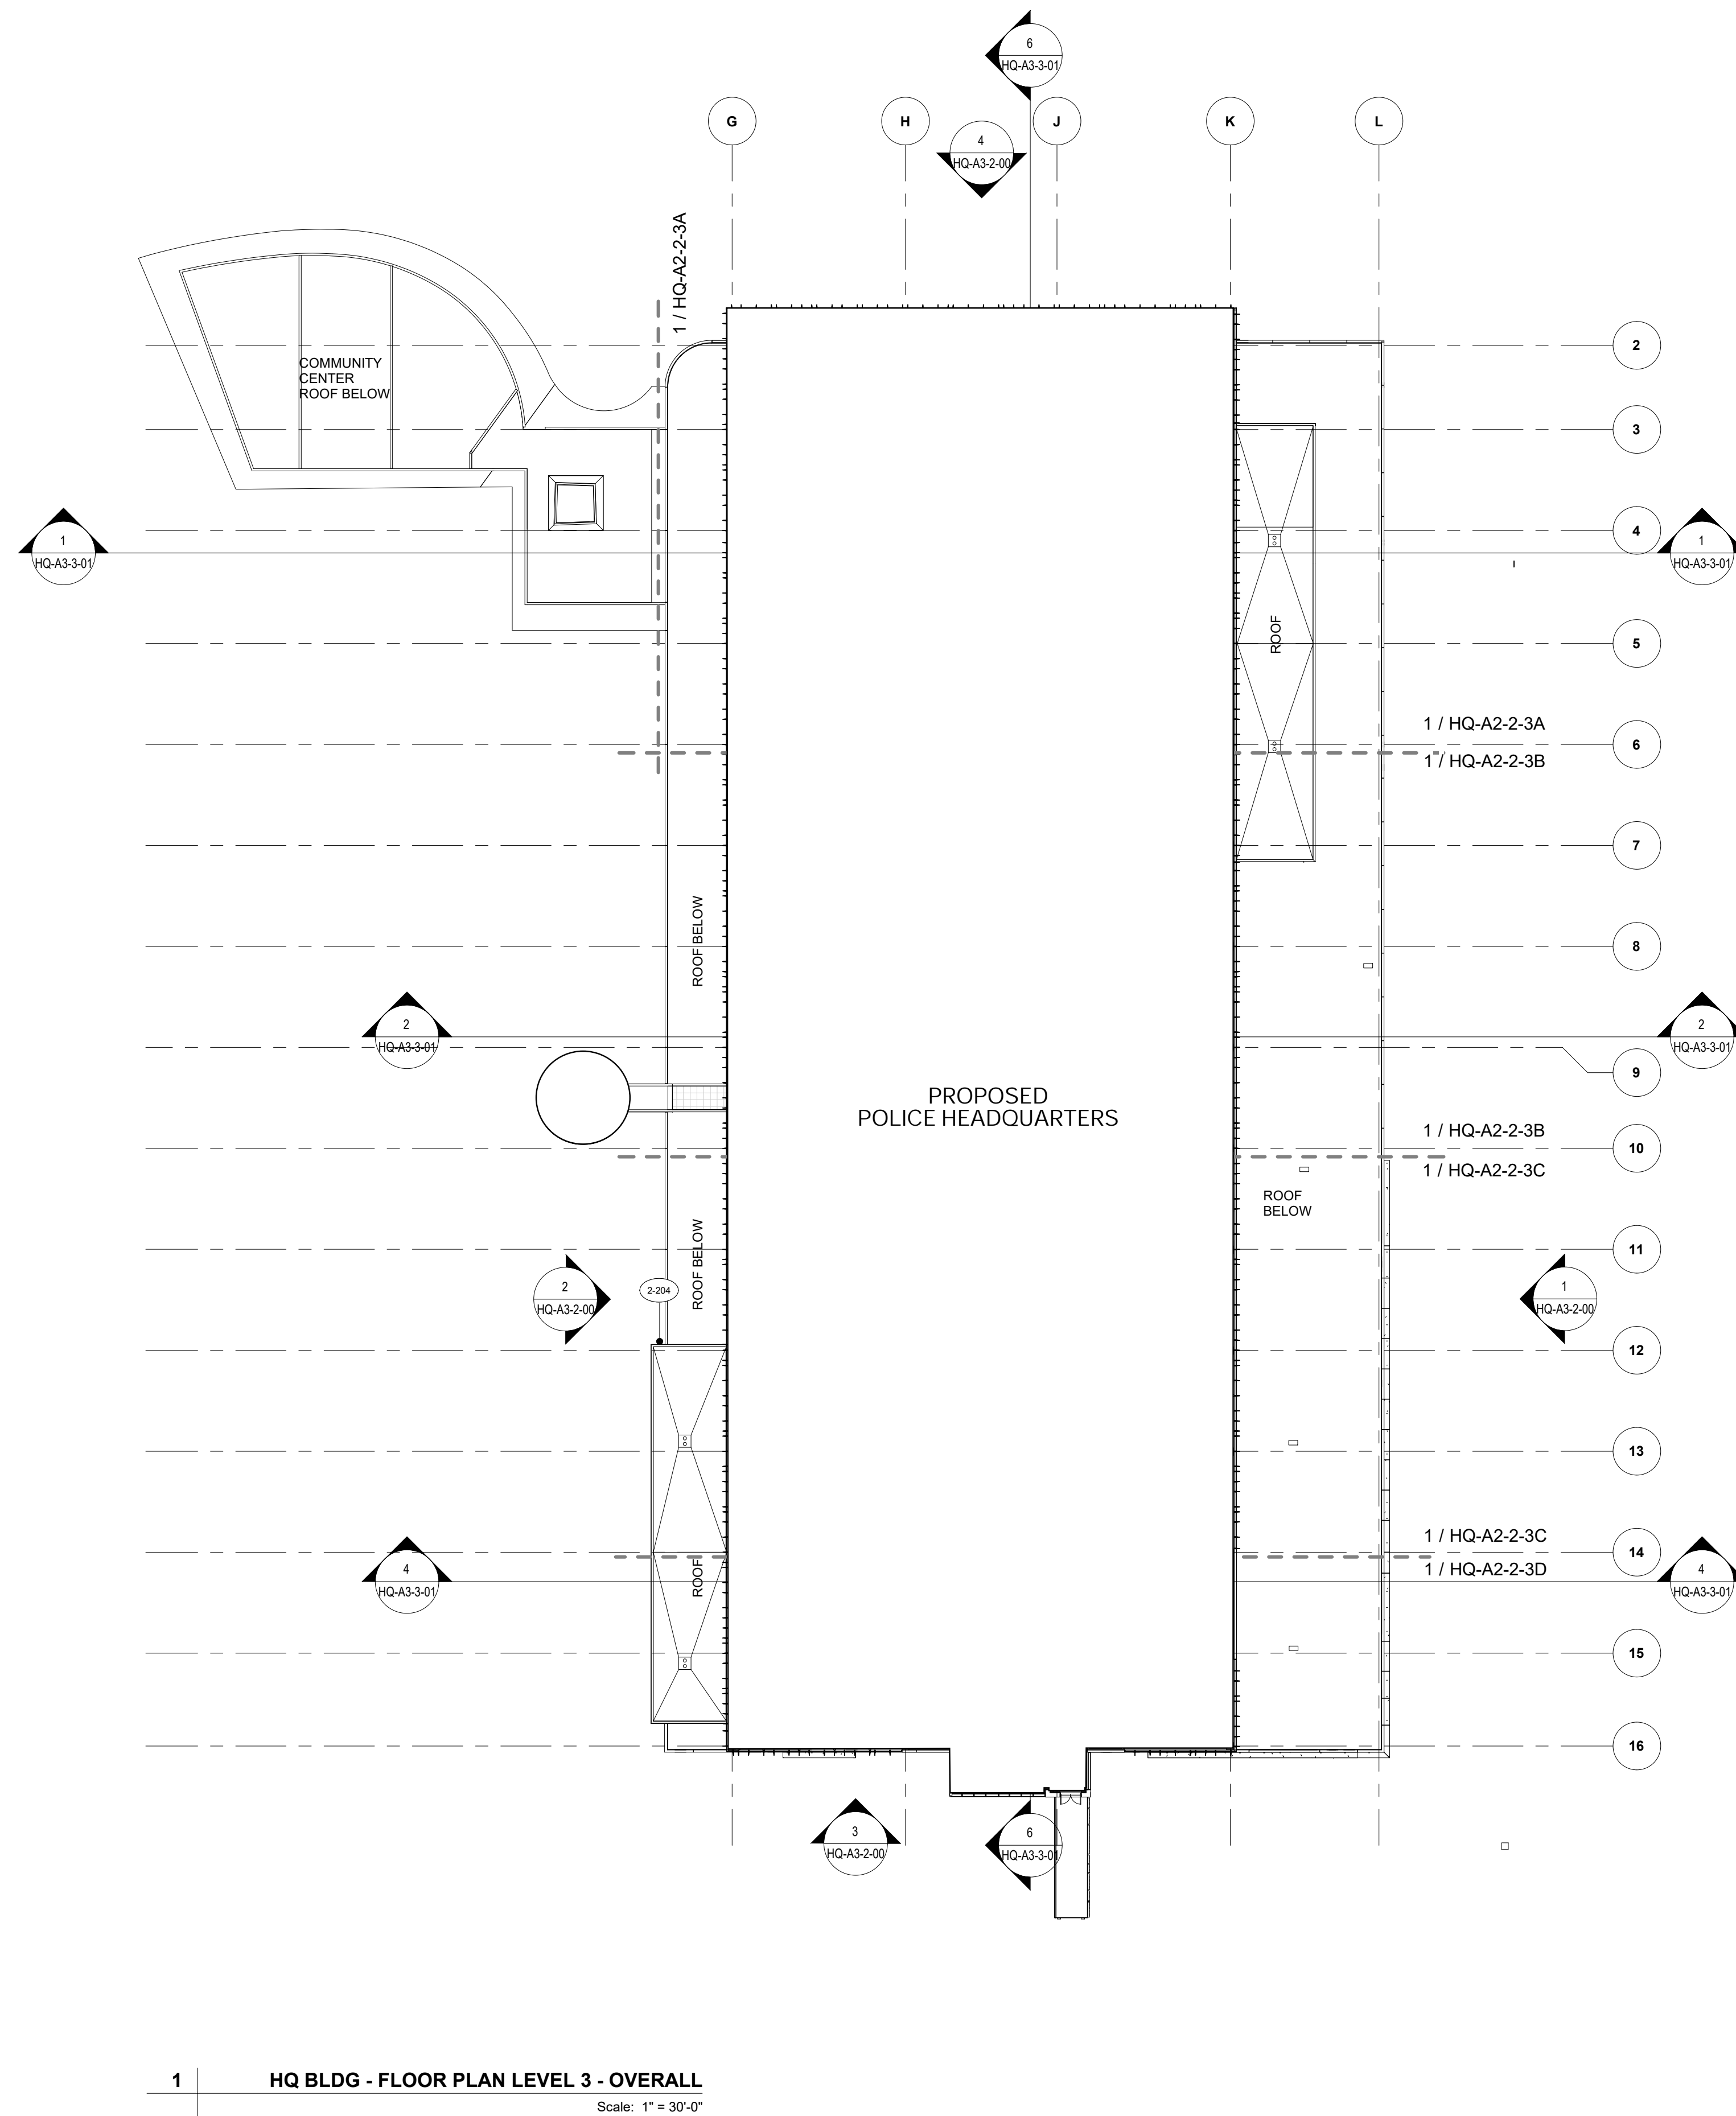 6
HQ-A3-3-01
G
H
J
K
L
4
HQ-A3-2-00
1 / HQ-A2-2-3A
2
COMMUNITY
CENTER
ROOF BELOW
3
4
1
HQ-A3-3-01
1
HQ-A3-3-01
ROOF
5
1 / HQ-A2-2-3A
6
1 / HQ-A2-2-3B
7
ROOF BELOW
8
2
HQ-A3-3-01
2
HQ-A3-3-01
9
PROPOSED
POLICE HEADQUARTERS
1 / HQ-A2-2-3B
10
1 / HQ-A2-2-3C
ROOF
BELOW
ROOF BELOW
11
2
HQ-A3-2-00
2-204
1
HQ-A3-2-00
12
13
1 / HQ-A2-2-3C
14
1 / HQ-A2-2-3D
4
HQ-A3-3-01
ROOF
4
HQ-A3-3-01
15
16
3
HQ-A3-2-00
6
HQ-A3-3-01
1
HQ BLDG - FLOOR PLAN LEVEL 3 - OVERALL
Scale: 1" = 30'-0"